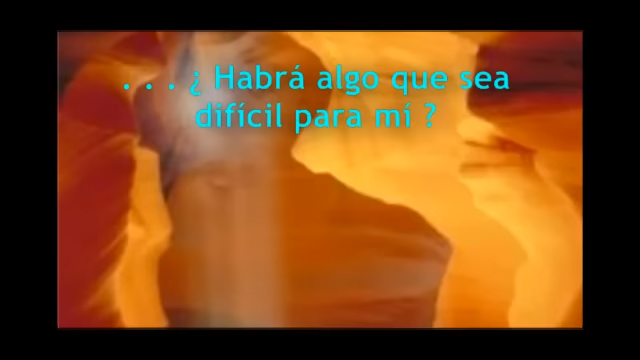 . . . ¿ Habrá algo que sea
difícil para mí ?